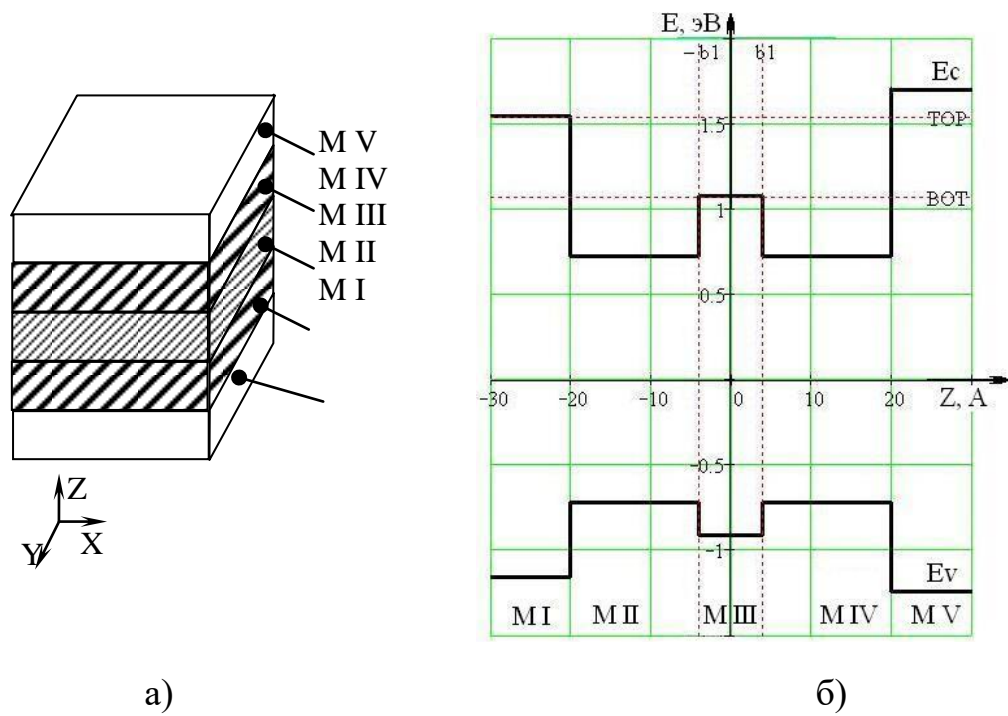 M V
M IV
M III
M II
M I
Z
X
Y
а)
E, эВ
-b1 b1
Ec
TOP
1.5
BOT
1
0.5
-30 -20 -10 0 10 20 30
Z, A
-0.5
-1
Ev
M I M II M III M IV M V
б)